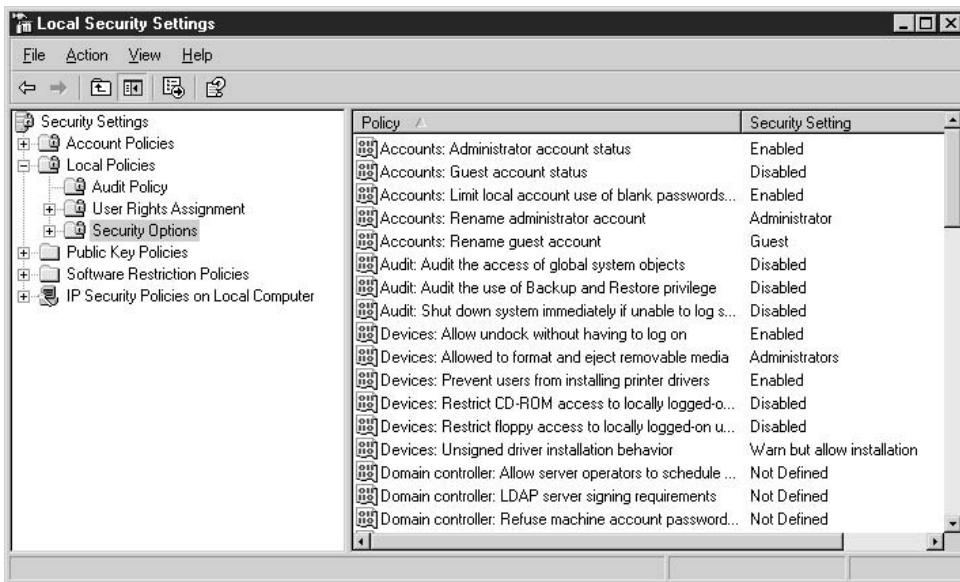 Local Security Settings
File Action View Help
Security Settings
Account Policies
Local Policies
Audit Policy
User Rights Assignment
Security Options
Public Key Policies
Software Restriction Policies
IP Security Policies on Local Computer
Policy Security Setting
Accounts: Administrator account status Enabled
Accounts: Guest account status Disabled
Accounts: Limit local account use of blank passwords... Enabled
Accounts: Rename administrator account Administrator
Accounts: Rename guest account Guest
Audit: Audit the access of global system objects Disabled
Audit: Audit the use of Backup and Restore privilege Disabled
Audit: Shut down system immediately if unable to log s... Disabled
Devices: Allow undock without having to log on Enabled
Devices: Allowed to format and eject removable media Administrators
Devices: Prevent users from installing printer drivers Enabled
Devices: Restrict CD-ROM access to locally logged-o... Disabled
Devices: Restrict floppy access to locally logged-on u... Disabled
Devices: Unsigned driver installation behavior Warn but allow installation
Domain controller: Allow server operators to schedule ... Not Defined
Domain controller: LDAP server signing requirements Not Defined
Domain controller: Refuse machine account password... Not Defined